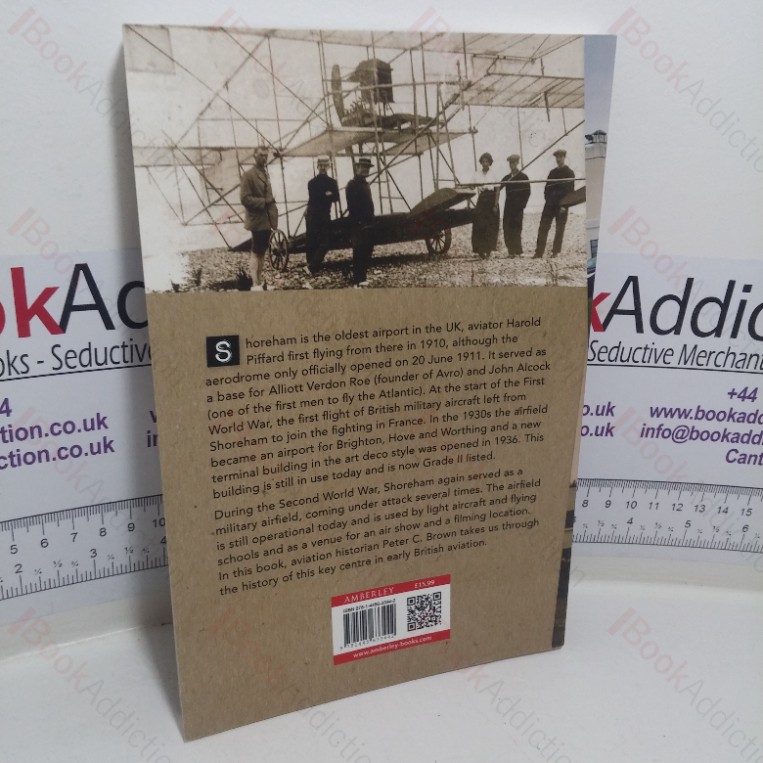 Shoreham is the oldest airport in the UK, aviator Harold
Piffard first flying from there in 1910, although the
aerodrome only officially opened on 20 June 1911. It served as
a base for Alliott Verdon Roe (founder of Avro) and John Alcock
(one of the first men to fly the Atlantic). At the start of the First
World War, the first flight of British military aircraft left from
Shoreham to join the fighting in France. In the 1930s the airfield
became an airport for Brighton, Hove and Worthing and a new
terminal building in the art deco style was opened in 1936. This
building is still in use today and is now Grade II listed.
During the Second World War, Shoreham again served as a
military airfield, coming under attack several times. The airfield
is still operational today and is used by light aircraft and flying
schools and as a venue for an air show and a filming location.
In this book, aviation historian Peter C. Brown takes us through
the history of this key centre in early British aviation.
AMBERLEY £15.99
www.amberley-books.com
okAd
ooks - Seductive
4
ction.co.uk
diction.co.uk
kAddic
Seductive Merchant
+44
www.bookadd
info@bookaddi
Cant
uk
o.uk
BookAddiction